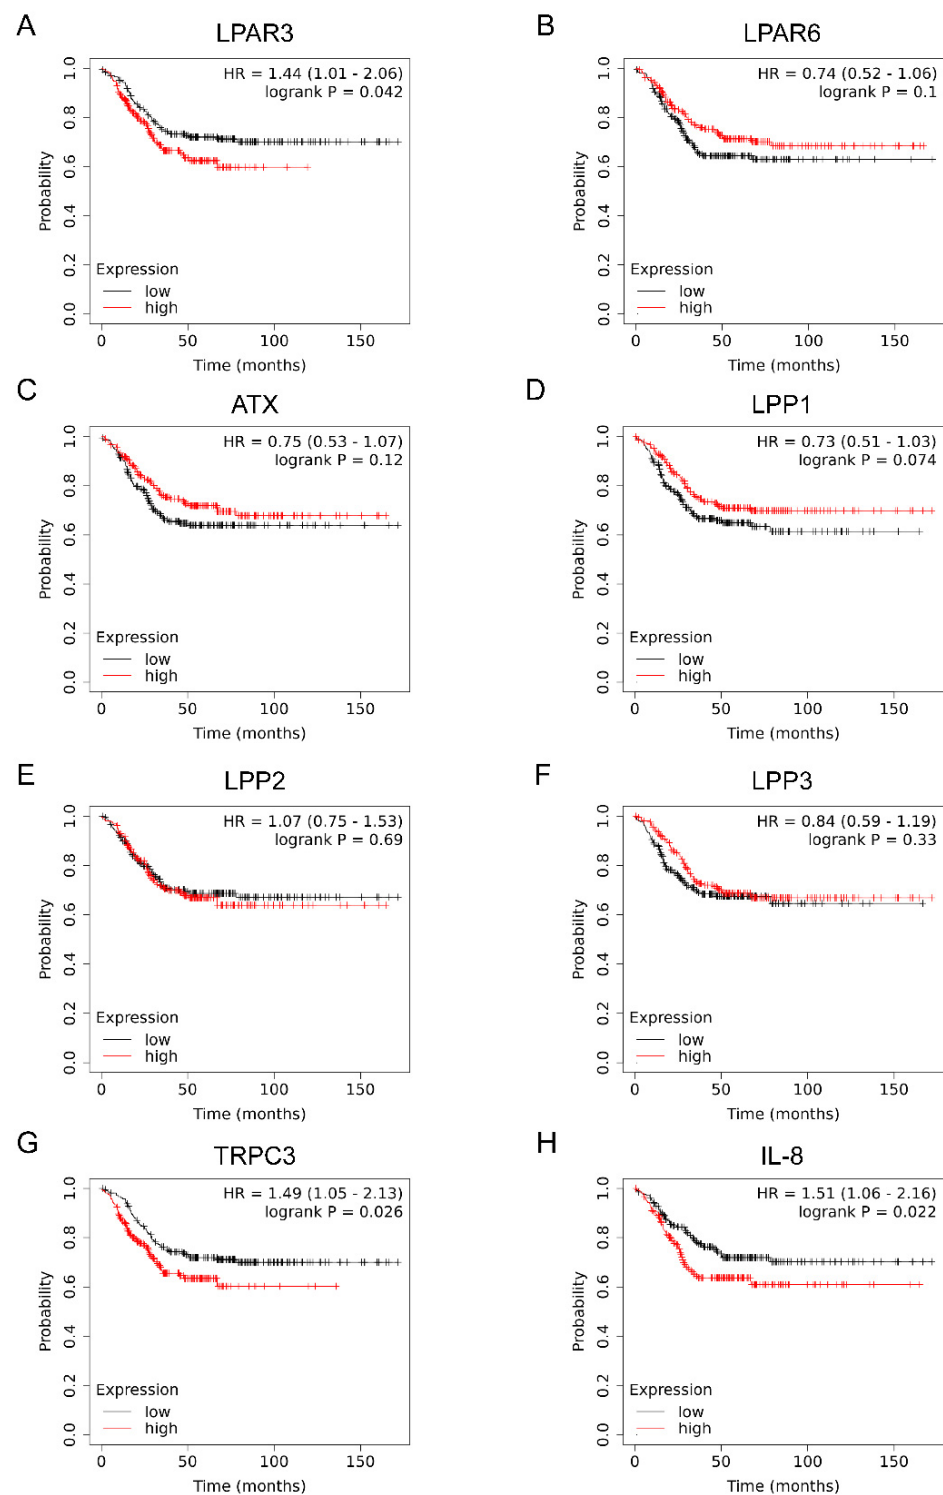 A
LPAR3
HR = 1.44 (1.01 - 2.06)
logrank P = 0.042
Probability
0.0 0.2 0.4 0.6 0.8 1.0
Expression
low
high
0 50 100 150
Time (months)
B
LPAR6
HR = 0.74 (0.52 - 1.06)
logrank P = 0.1
Probability
0.0 0.2 0.4 0.6 0.8 1.0
Expression
low
high
0 50 100 150
Time (months)
C
ATX
HR = 0.75 (0.53 - 1.07)
logrank P = 0.12
Probability
0.0 0.2 0.4 0.6 0.8 1.0
Expression
low
high
0 50 100 150
Time (months)
D
LPP1
HR = 0.73 (0.51 - 1.03)
logrank P = 0.074
Probability
0.0 0.2 0.4 0.6 0.8 1.0
Expression
low
high
0 50 100 150
Time (months)
E
LPP2
HR = 1.07 (0.75 - 1.53)
logrank P = 0.69
Probability
0.0 0.2 0.4 0.6 0.8 1.0
Expression
low
high
0 50 100 150
Time (months)
F
LPP3
HR = 0.84 (0.59 - 1.19)
logrank P = 0.33
Probability
0.0 0.2 0.4 0.6 0.8 1.0
Expression
low
high
0 50 100 150
Time (months)
G
TRPC3
HR = 1.49 (1.05 - 2.13)
logrank P = 0.026
Probability
0.0 0.2 0.4 0.6 0.8 1.0
Expression
low
high
0 50 100 150
Time (months)
H
IL-8
HR = 1.51 (1.06 - 2.16)
logrank P = 0.022
Probability
0.0 0.2 0.4 0.6 0.8 1.0
Expression
low
high
0 50 100 150
Time (months)